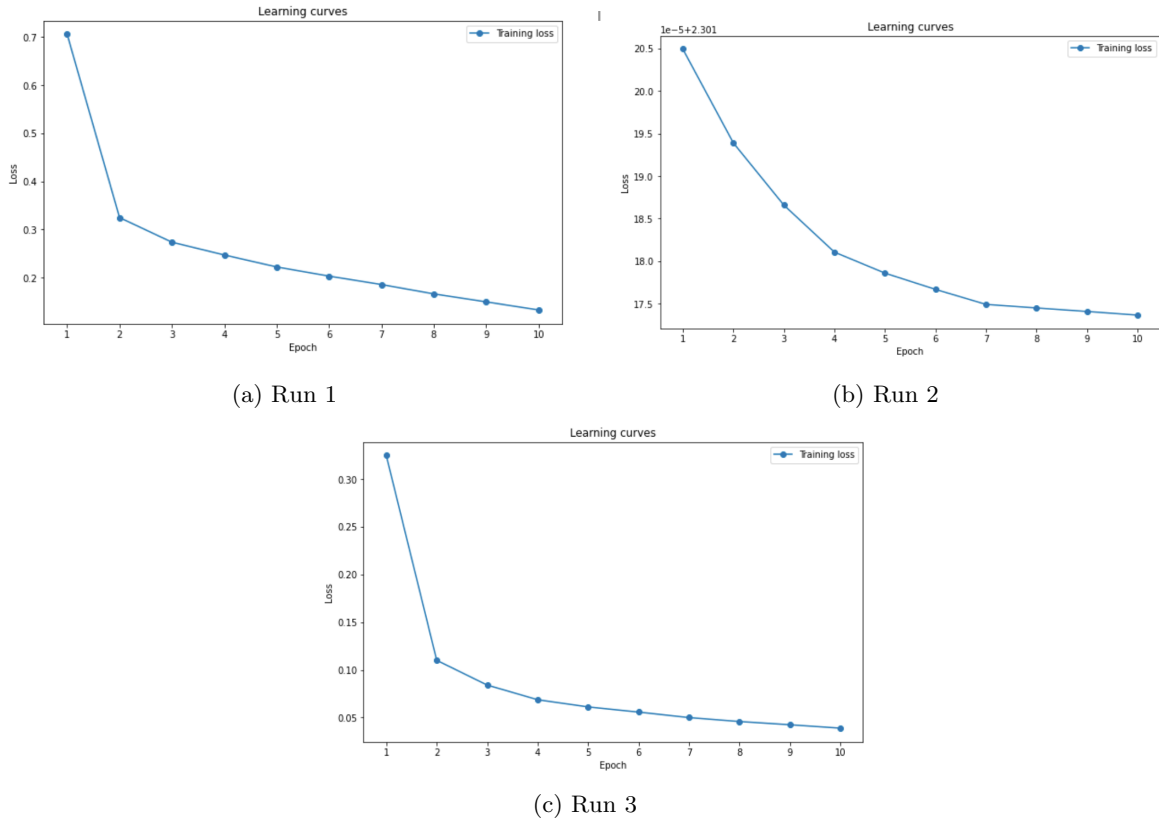 Learning curves
Training loss
0.7
0.6
0.5
0.4
0.3
0.2
Loss
1 2 3 4 5 6 7 8 9 10
Epoch
(a) Run 1
1e-5+2.301
Learning curves
Training loss
20.5
20.0
19.5
19.0
18.5
18.0
17.5
Loss
1 2 3 4 5 6 7 8 9 10
Epoch
(b) Run 2
Learning curves
Training loss
0.30
0.25
0.20
0.15
0.10
0.05
Loss
1 2 3 4 5 6 7 8 9 10
Epoch
(c) Run 3